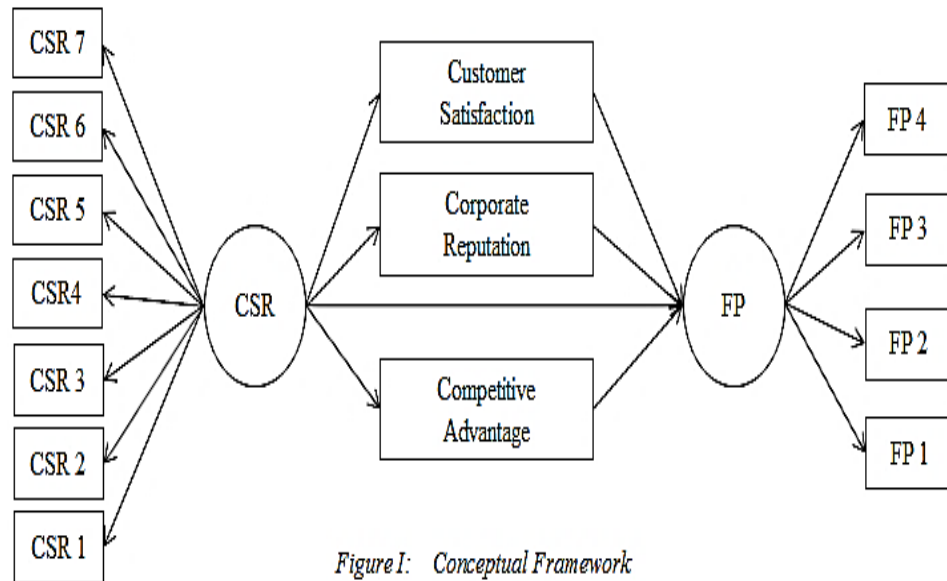 CSR 7
CSR 6
CSR 5
CSR4
CSR 3
CSR 2
CSR 1
CSR
Customer
Satisfaction
Corporate
Reputation
Competitive
Advantage
FP
FP 4
FP 3
FP 2
FP 1
Figure I: Conceptual Framework